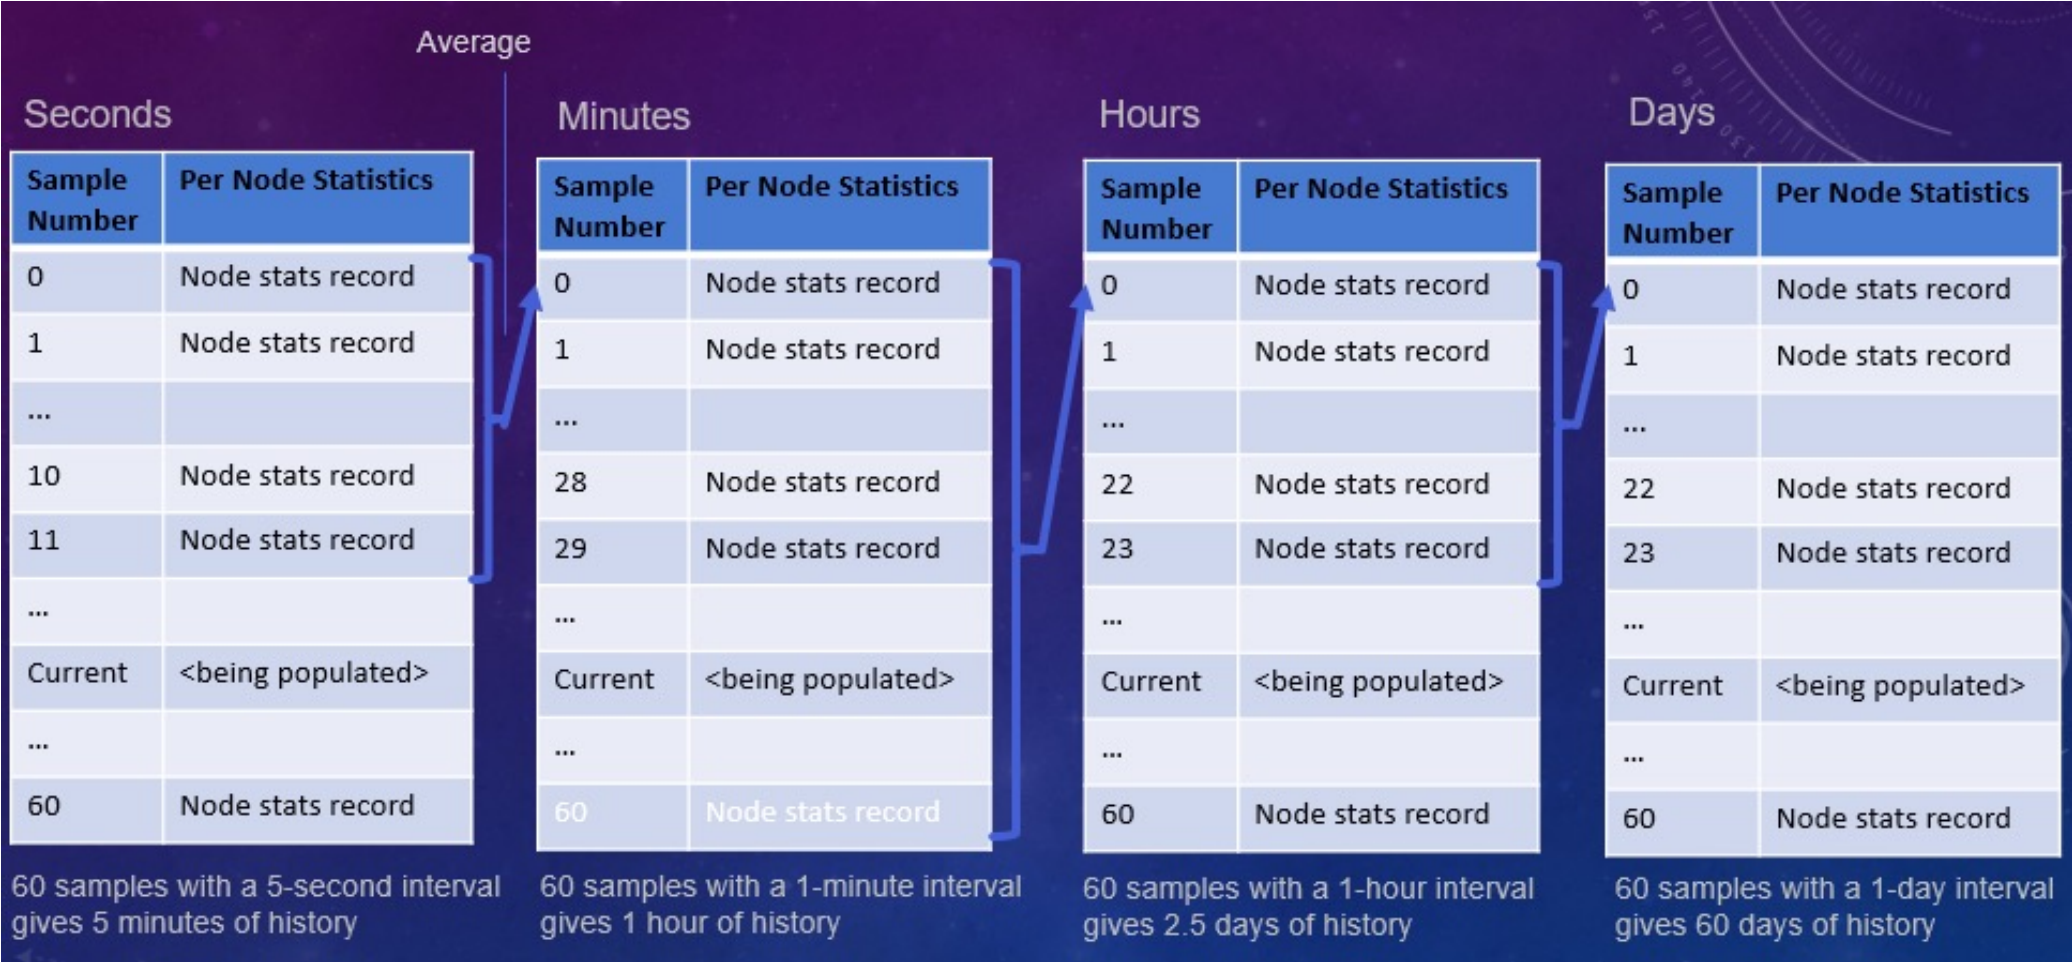 Average
Seconds
Sample Number Per Node Statistics
0 Node stats record
1 Node stats record
...
10 Node stats record
11 Node stats record
...
Current <being populated>
...
60 Node stats record
60 samples with a 5-second interval
gives 5 minutes of history
Minutes
Sample Number Per Node Statistics
0 Node stats record
1 Node stats record
...
28 Node stats record
29 Node stats record
...
Current <being populated>
...
60 Node stats record
60 samples with a 1-minute interval
gives 1 hour of history
Hours
Sample Number Per Node Statistics
0 Node stats record
1 Node stats record
...
22 Node stats record
23 Node stats record
...
Current <being populated>
...
60 Node stats record
60 samples with a 1-hour interval
gives 2.5 days of history
Days
Sample Number Per Node Statistics
0 Node stats record
1 Node stats record
...
22 Node stats record
23 Node stats record
...
Current <being populated>
...
60 Node stats record
60 samples with a 1-day interval
gives 60 days of history
150
140
130